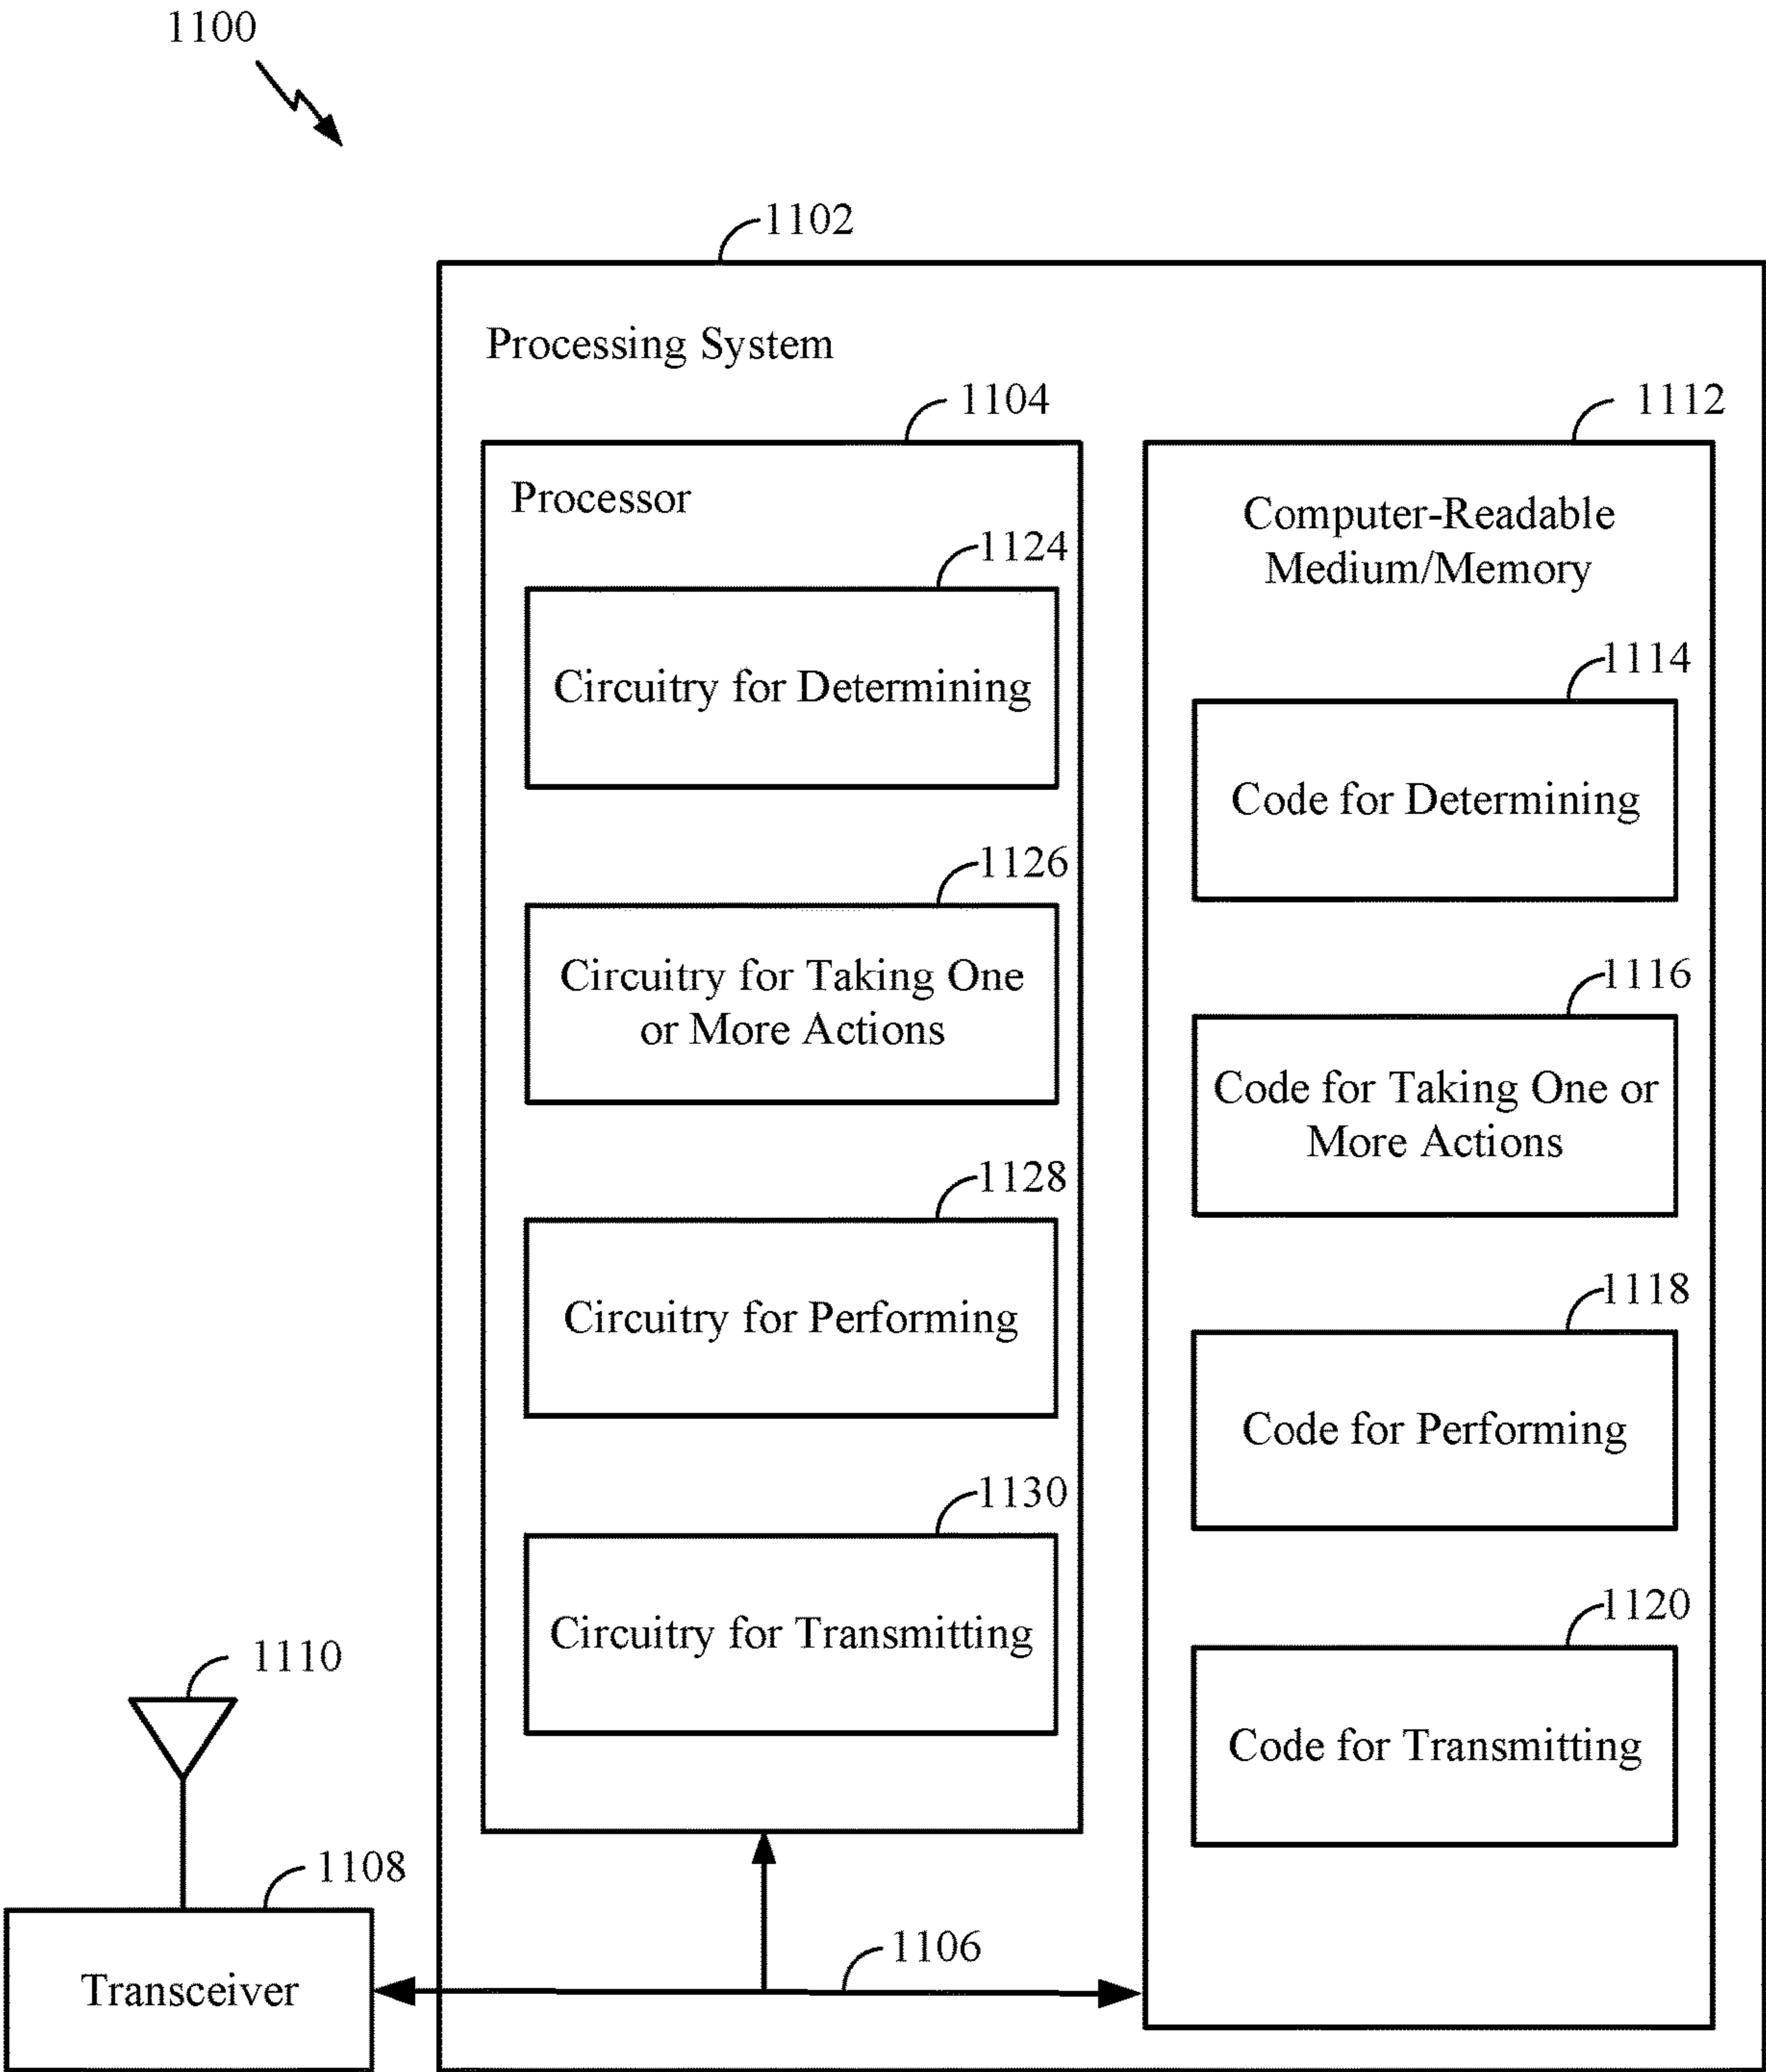 1100
1102
Processing System
1104
1112
Processor
Computer-Readable
Medium/Memory
1124
Circuitry for Determining
1114
Code for Determining
1126
Circuitry for Taking One
or More Actions
1116
Code for Taking One or
More Actions
1128
Circuitry for Performing
1118
Code for Performing
1130
Circuitry for Transmitting
1120
Code for Transmitting
1110
1108
Transceiver
1106